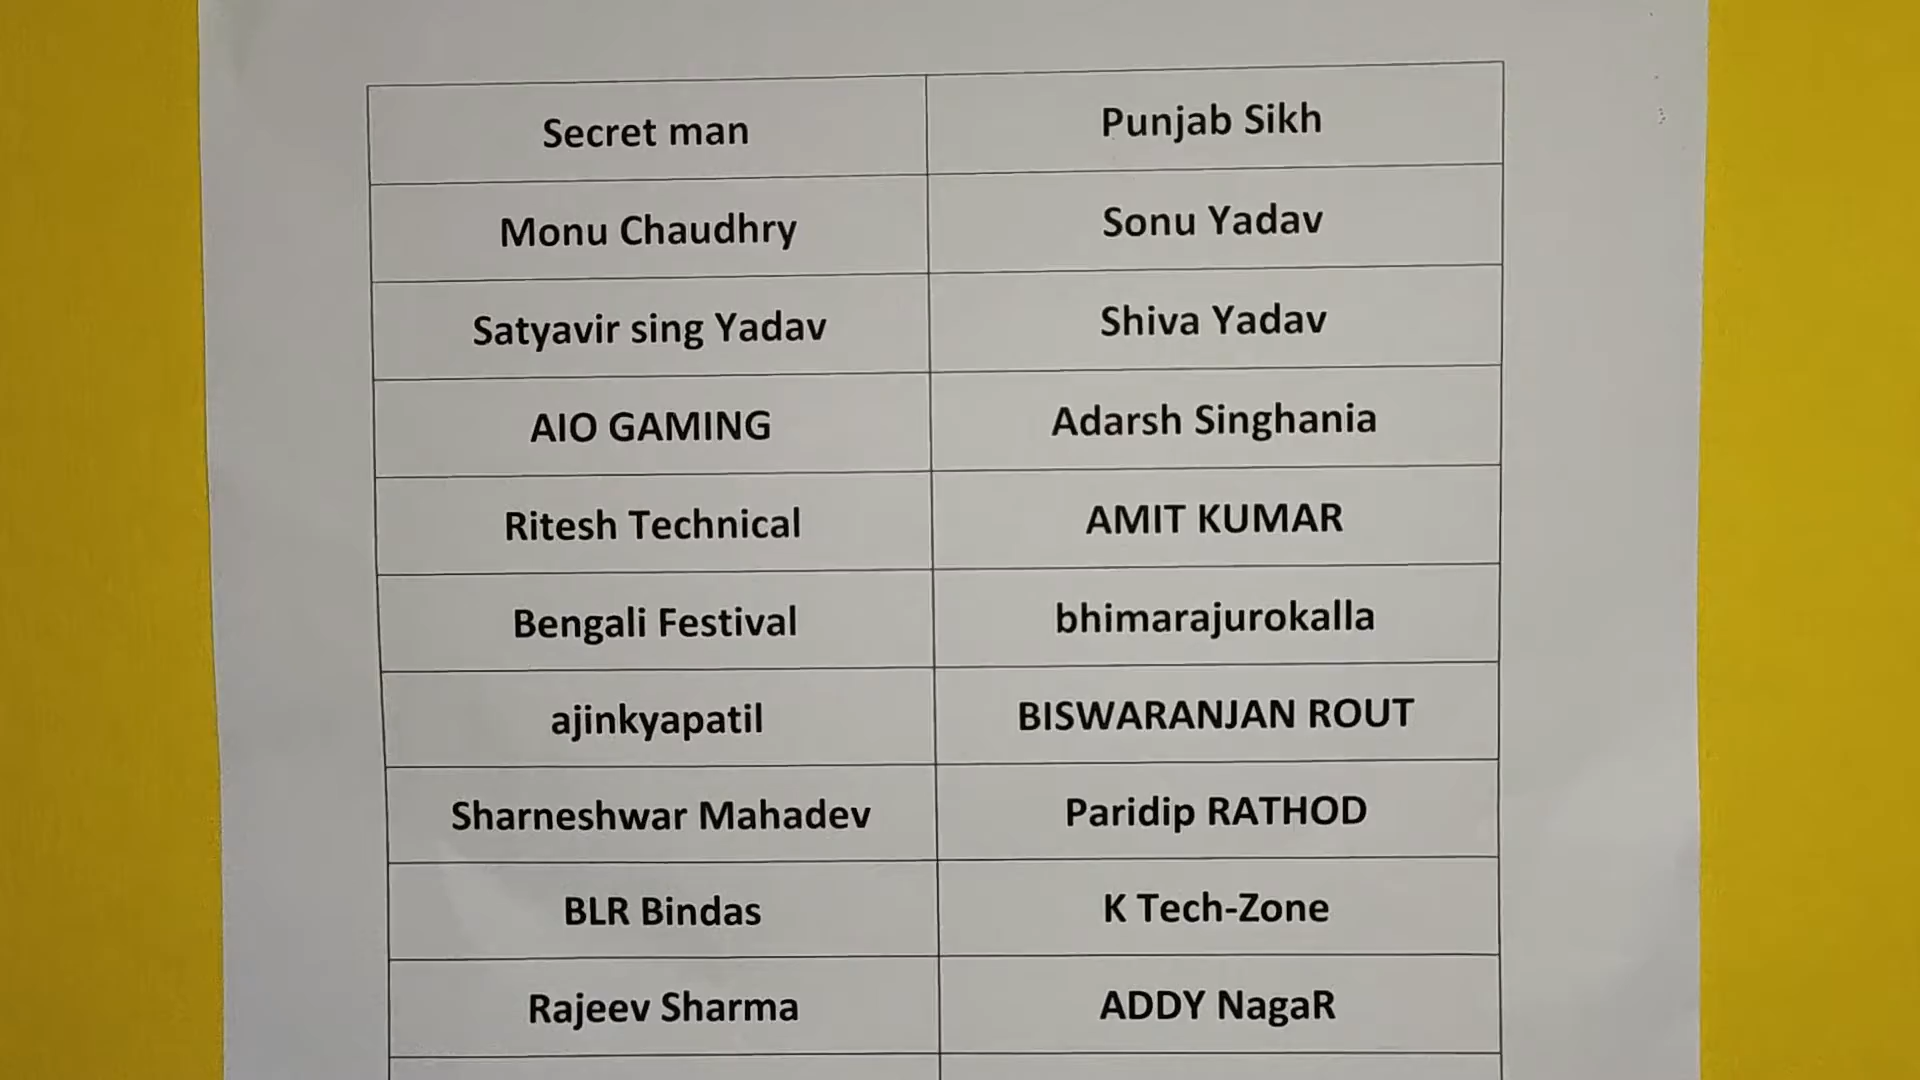 Secret man Punjab Sikh
Monu Chaudhry Sonu Yadav
Satyavir sing Yadav Shiva Yadav
AIO GAMING Adarsh Singhania
Ritesh Technical AMIT KUMAR
Bengali Festival bhimarajurokalla
ajinkyapatil BISWARANJAN ROUT
Sharneshwar Mahadev Paridip RATHOD
BLR Bindas K Tech-Zone
Rajeev Sharma ADDY NagaR